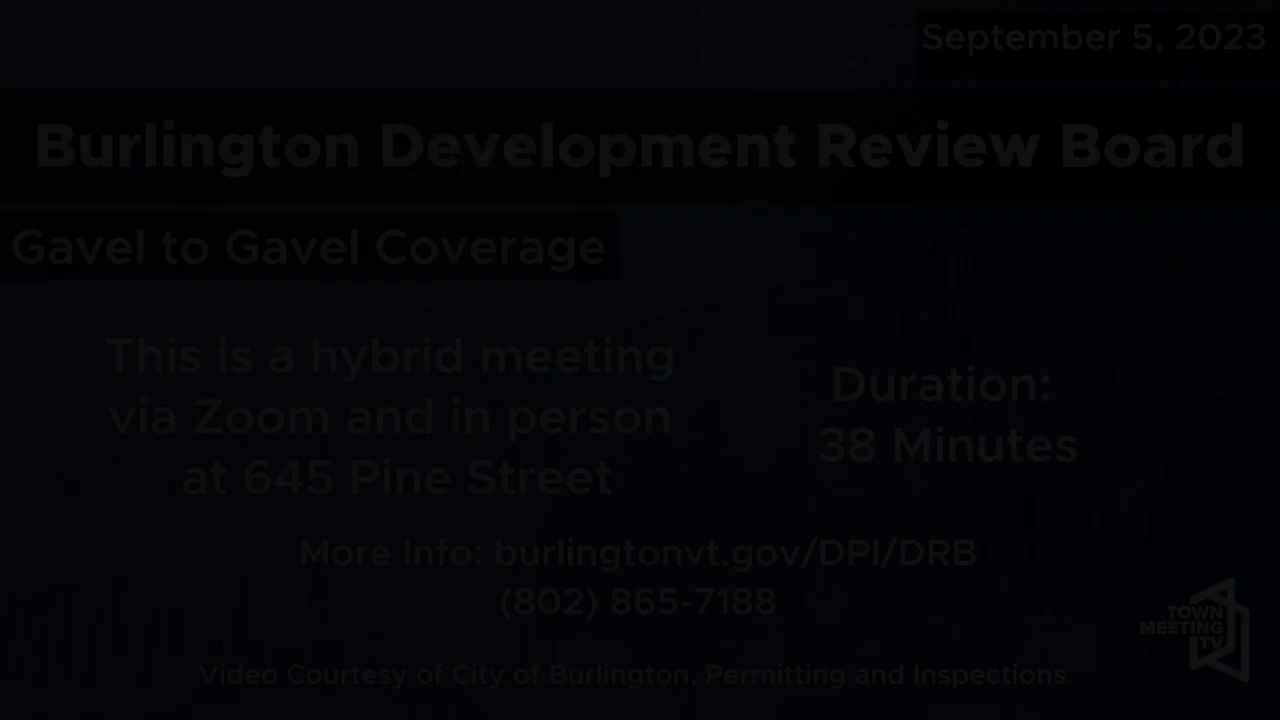 September 5, 2023
Burlington Development Review Board
Gavel to Gavel Coverage
This is a hybrid meeting
via Zoom and in person
at 645 Pine Street
Duration:
38 Minutes
More Info: burlingtonvt.gov/DPI/DRB
(802) 865-7188
TOWN
MEETING
TV
Video Courtesy of City of Burlington, Permitting and Inspections